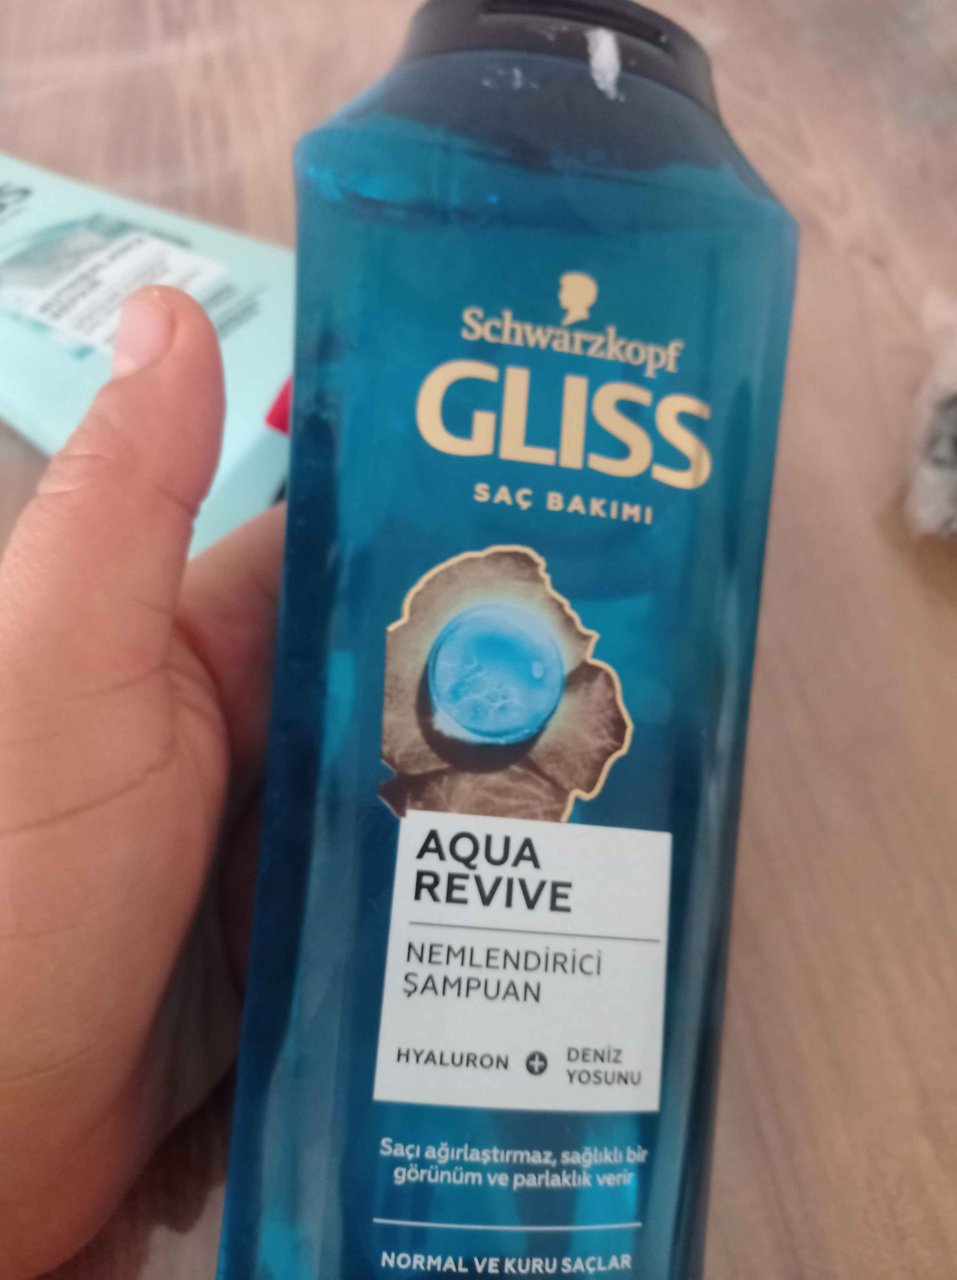 Schwarzkopf
GLISS
SAÇ BAKIMI
AQUA
REVIVE
NEMLENDİRİCİ
ŞAMPUAN
HYALURON + DENİZ
YOSUNU
Saçı ağırlaştırmaz, sağlıklı bir
görünüm ve parlaklık verir
NORMAL VE KURU SAÇLAR